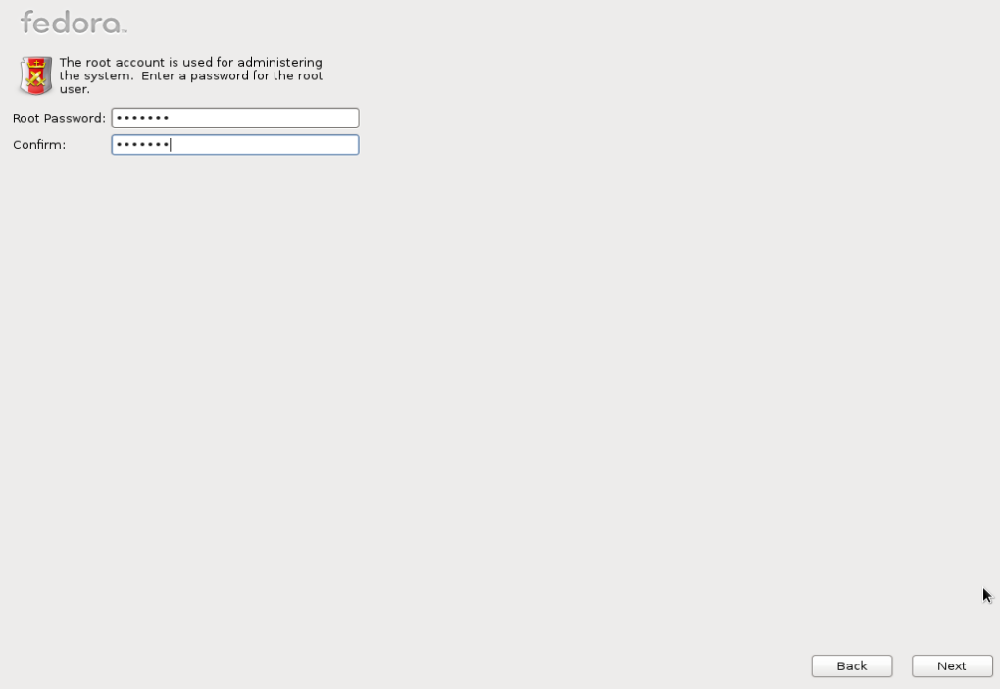 fedora™
The root account is used for administering
the system.  Enter a password for the root
user.
Root Password: •••••••
Confirm: •••••••
Back Next